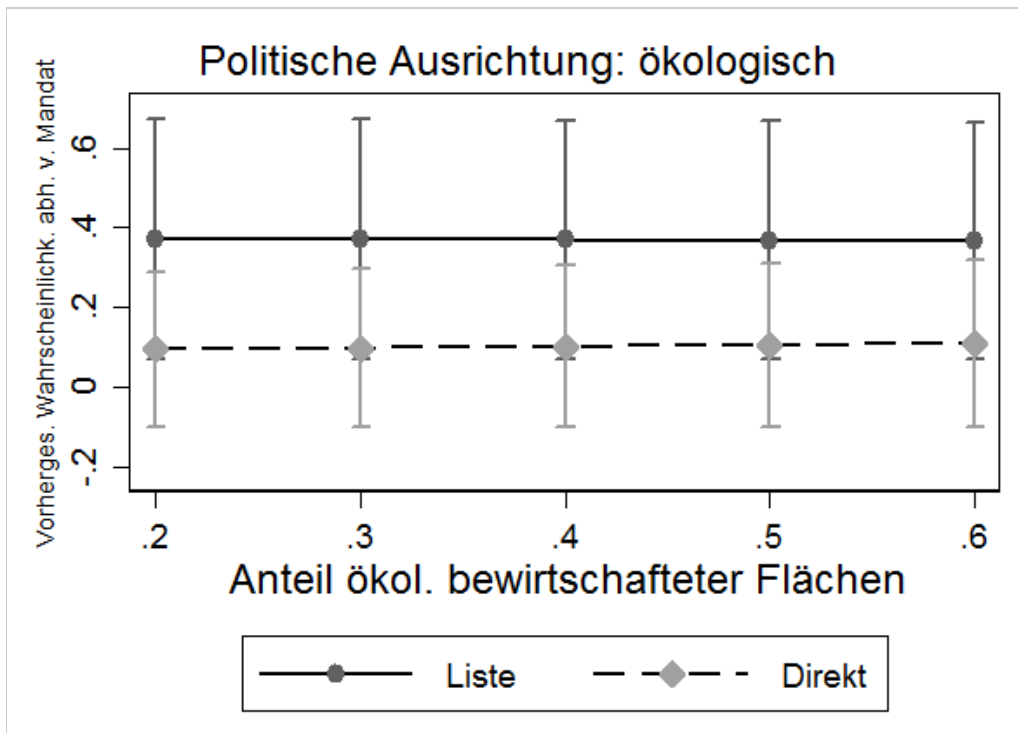 Politische Ausrichtung: ökologisch
Vorherges. Wahrscheinlichk. abh. v. Mandat
.6
.4
.2
0
-.2
.2 .3 .4 .5 .6
Anteil ökol. bewirtschafteter Flächen
Liste Direkt